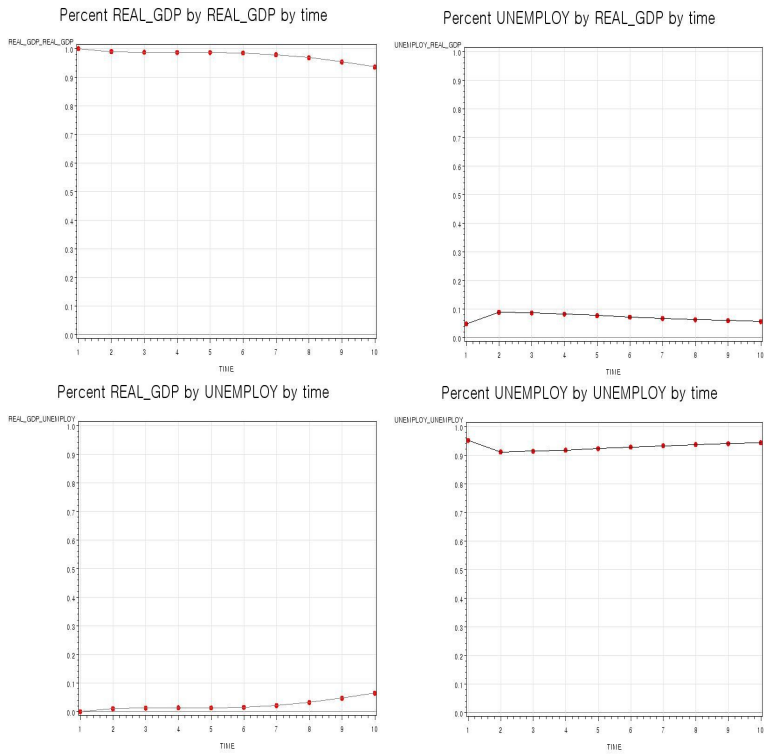 Percent REAL_GDP by REAL_GDP by time
REAL_GDP_REAL_GDP
1.0
0.9
0.8
0.7
0.6
0.5
0.4
0.3
0.2
0.1
0.0
1 2 3 4 5 6 7 8 9 10
TIME
Percent UNEMPLOY by REAL_GDP by time
UNEMPLOY_REAL_GDP
1.0
0.9
0.8
0.7
0.6
0.5
0.4
0.3
0.2
0.1
0.0
1 2 3 4 5 6 7 8 9 10
TIME
Percent REAL_GDP by UNEMPLOY by time
REAL_GDP_UNEMPLOY
1.0
0.9
0.8
0.7
0.6
0.5
0.4
0.3
0.2
0.1
0.0
1 2 3 4 5 6 7 8 9 10
TIME
Percent UNEMPLOY by UNEMPLOY by time
UNEMPLOY_UNEMPLOY
1.0
0.9
0.8
0.7
0.6
0.5
0.4
0.3
0.2
0.1
0.0
1 2 3 4 5 6 7 8 9 10
TIME